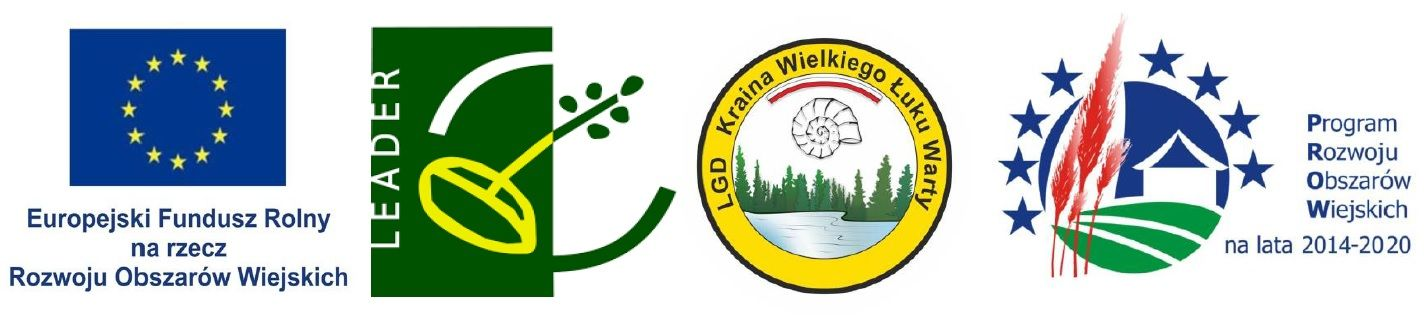 Europejski Fundusz Rolny
na rzecz
Rozwoju Obszarów Wiejskich
LEADER
LGD Kraina Wielkiego Łuku Warty
Program
Rozwoju
Obszarów
Wiejskich
na lata 2014-2020